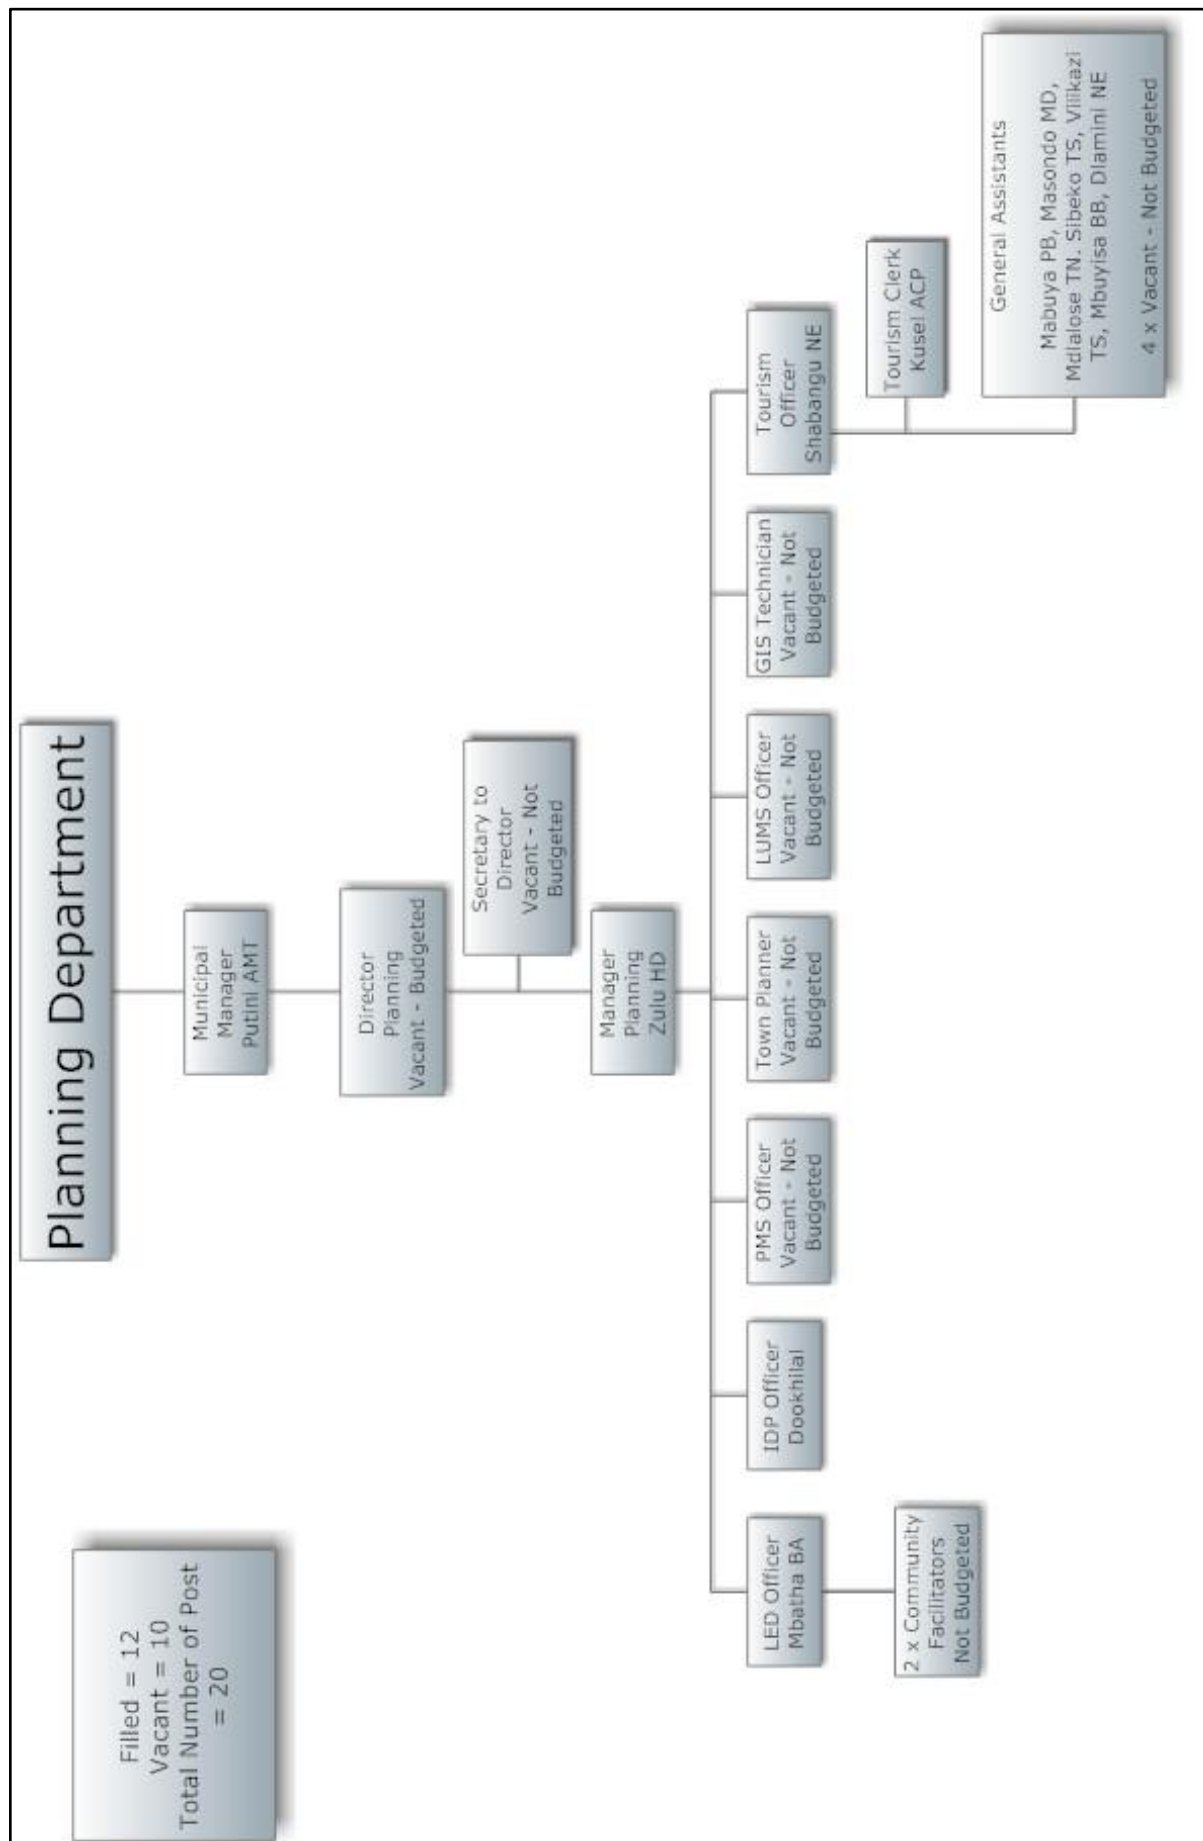 Planning Department
Filled = 12
Vacant = 10
Total Number of Post
= 20
Municipal
Manager
Putini AMT
Director
Planning
Vacant - Budgeted
Secretary to
Director
Vacant - Not
Budgeted
Manager
Planning
Zulu HD
LED Officer
Mbatha BA
IDP Officer
Dookhilal
PMS Officer
Vacant - Not
Budgeted
Town Planner
Vacant - Not
Budgeted
LUMS Officer
Vacant - Not
Budgeted
GIS Technician
Vacant - Not
Budgeted
Tourism
Officer
Shabangu NE
2 x Community
Facilitators
Not Budgeted
Tourism Clerk
Kusel ACP
General Assistants
Mabuya PB, Masondo MD,
Mdlalose TN. Sibeko TS, Vilikazi
TS, Mbuyisa BB, Dlamini NE
4 x Vacant - Not Budgeted